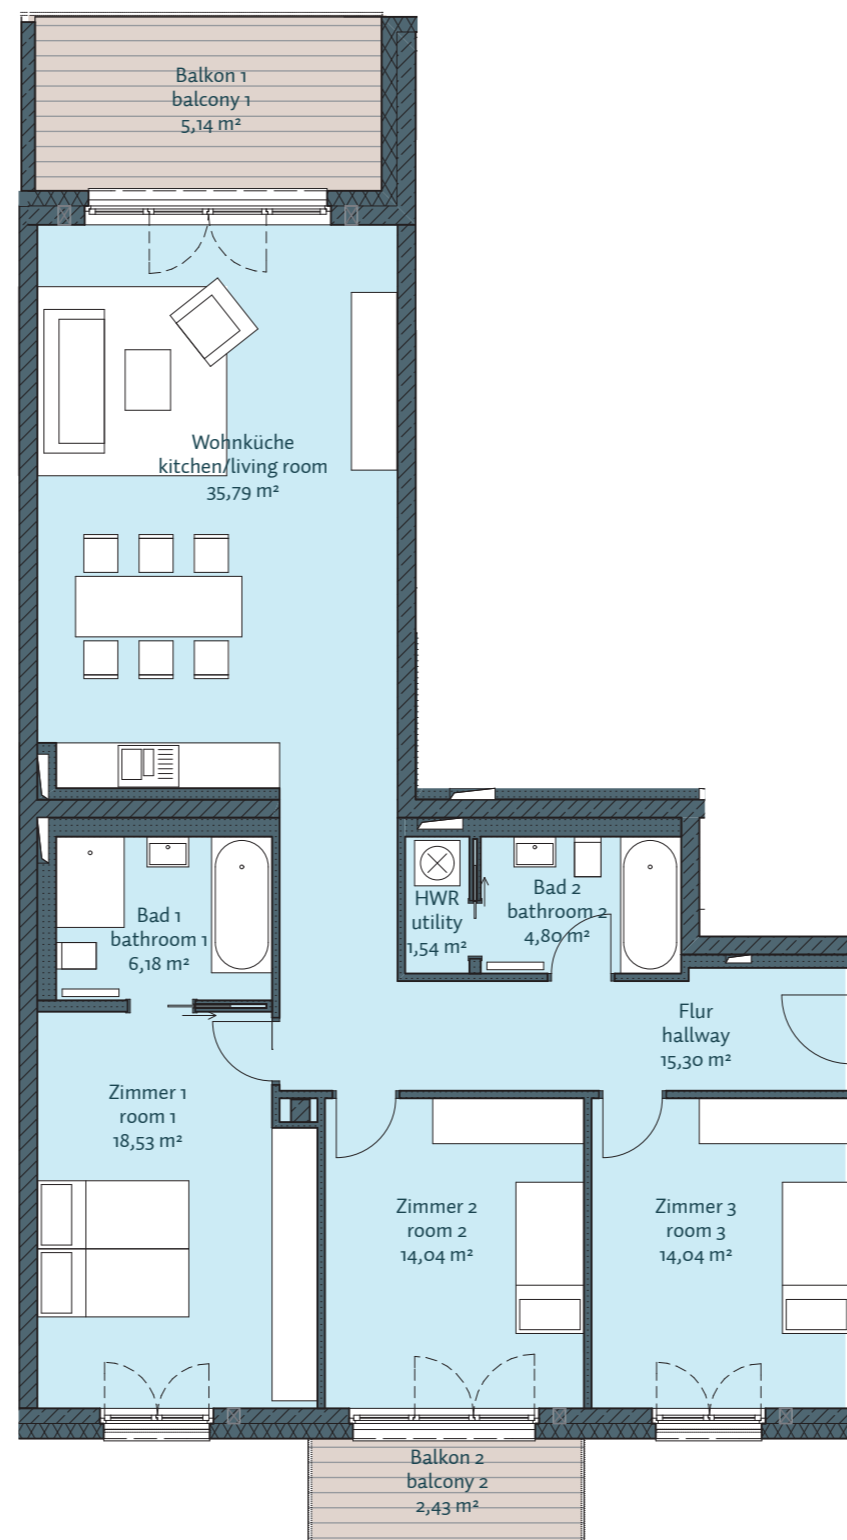 Balkon 1
balcony 1
5,14 m²
Wohnküche
kitchen/living room
35,79 m²
Bad 1
bathroom 1
6,18 m²
HWR
utility
1,54 m²
Bad 2
bathroom 2
4,80 m²
Flur
hallway
15,30 m²
Zimmer 1
room 1
18,53 m²
Zimmer 2
room 2
14,04 m²
Zimmer 3
room 3
14,04 m²
Balkon 2
balcony 2
2,43 m²